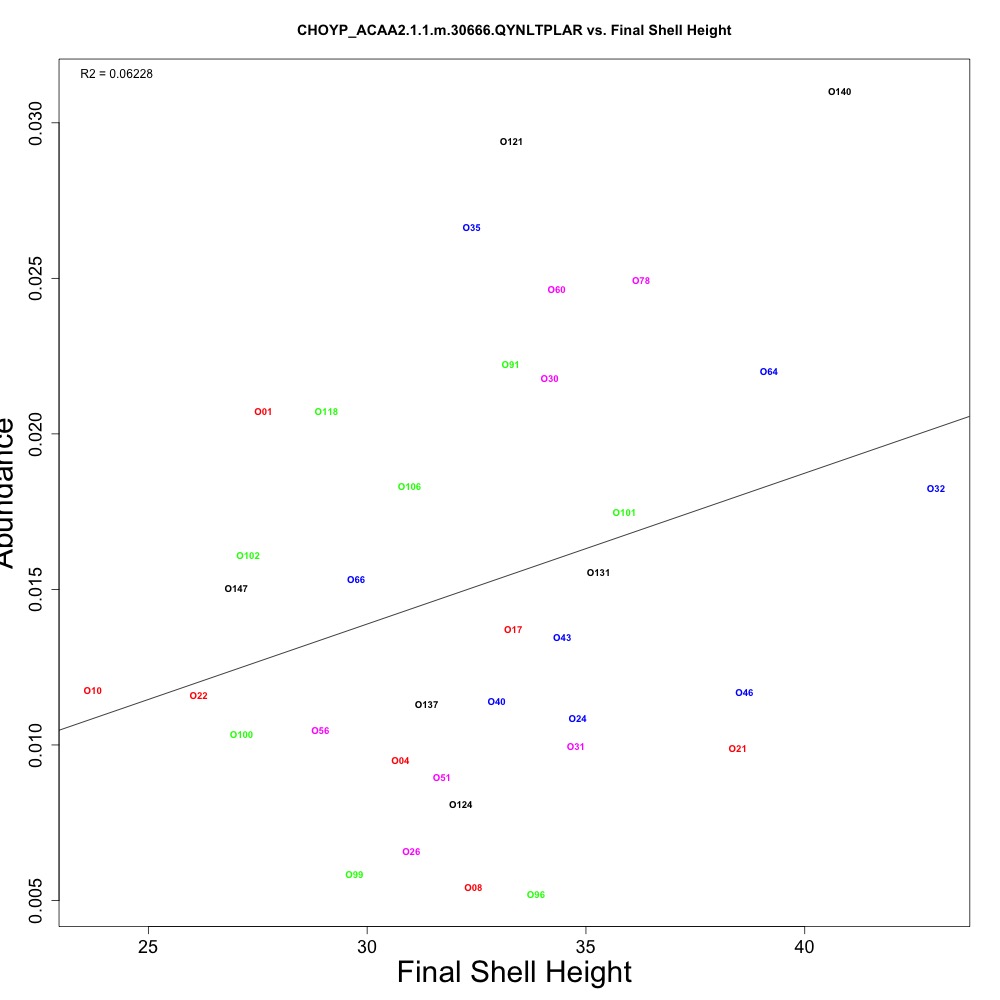 CHOYP_ACAA2.1.1.m.30666.QYNLTPLAR vs. Final Shell Height
R2 = 0.06228
O140
0.030
O121
O35
0.025
O78
O60
O91
O64
O30
O01 O118
0.020
O106
O32
O101
Abundance
O102
O131
O66
0.015
O147
O17
O43
O10
O46
O22
O40
O137
O24
O100
O56
0.010
O31
O21
O04
O51
O124
O26
O99
O08
O96
0.005
25 30 35 40
Final Shell Height